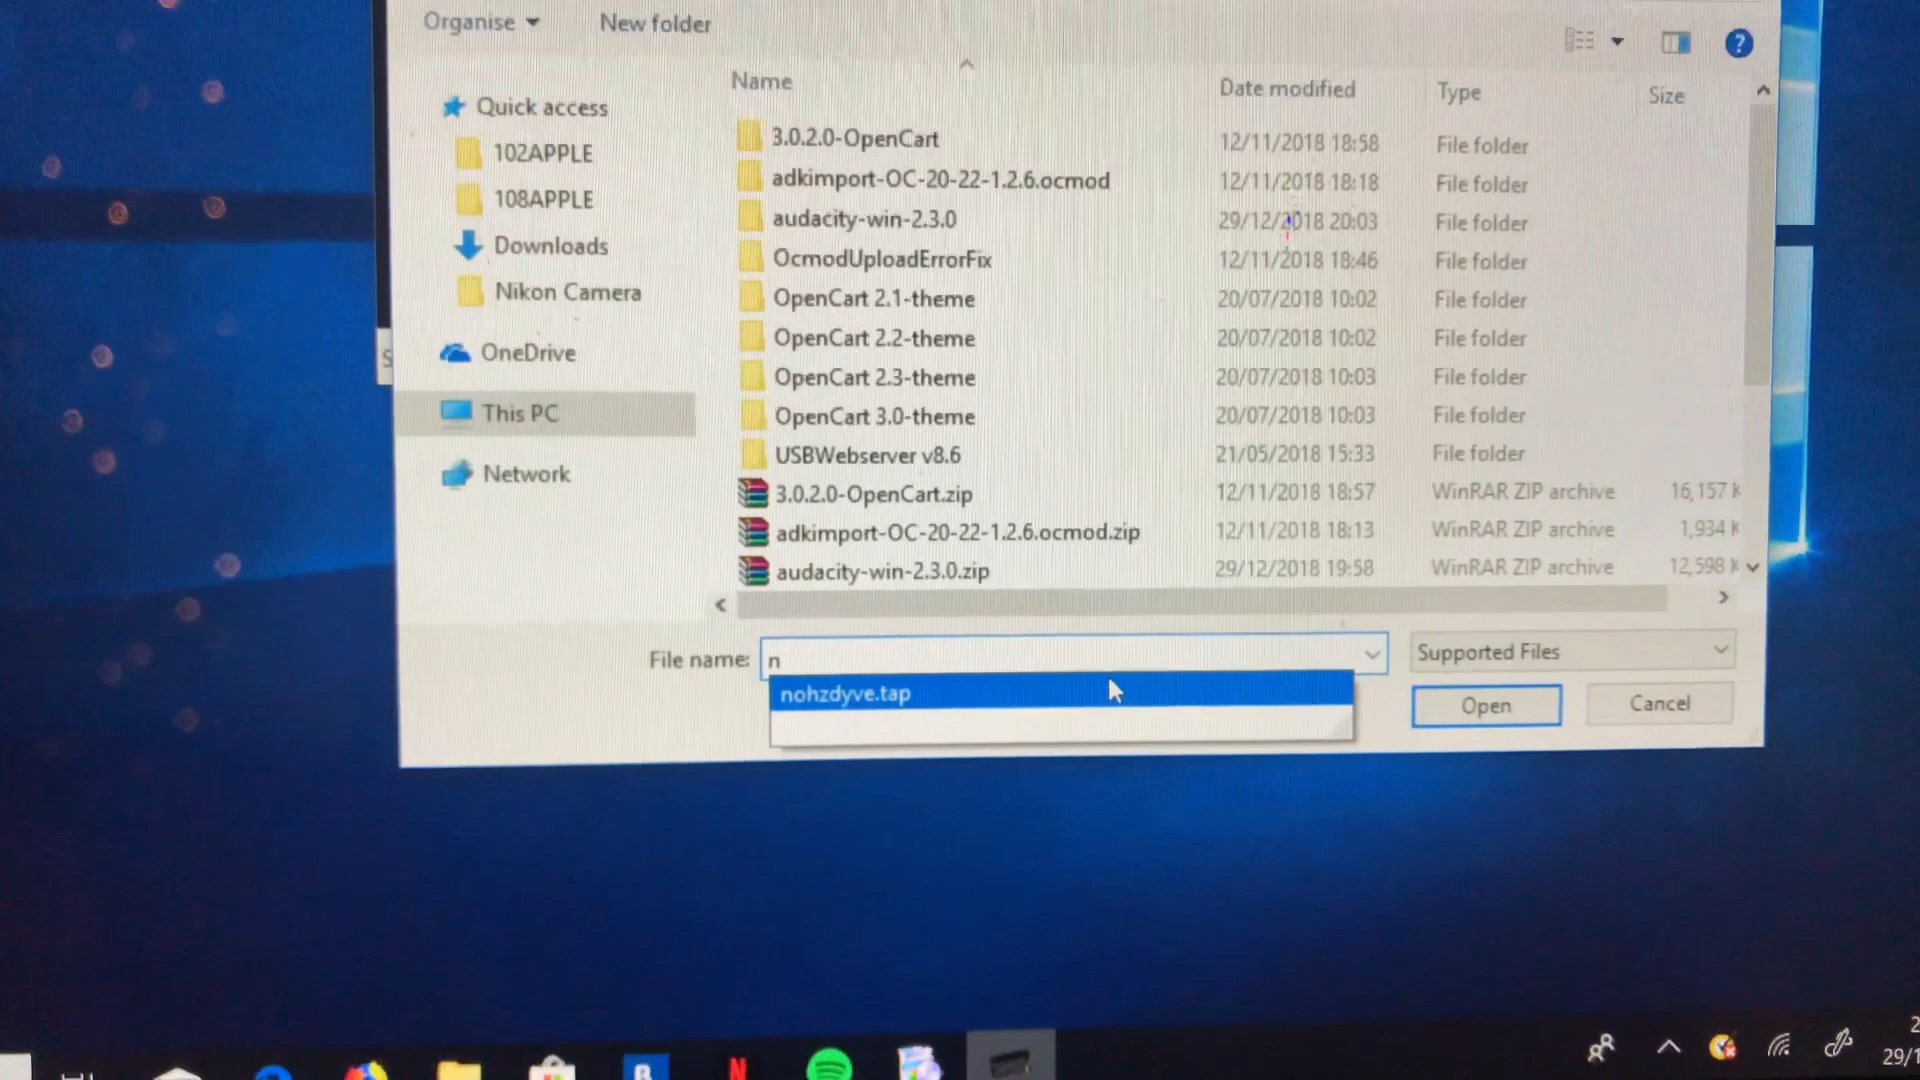 Organise New folder
Name Date modified Type Size
Quick access
102APPLE
108APPLE
Downloads
Nikon Camera
OneDrive
This PC
Network
3.0.2.0-OpenCart 12/11/2018 18:58 File folder
adkimport-OC-20-22-1.2.6.ocmod 12/11/2018 18:18 File folder
audacity-win-2.3.0 29/12/2018 20:03 File folder
OcmodUploadErrorFix 12/11/2018 18:46 File folder
OpenCart 2.1-theme 20/07/2018 10:02 File folder
OpenCart 2.2-theme 20/07/2018 10:02 File folder
OpenCart 2.3-theme 20/07/2018 10:03 File folder
OpenCart 3.0-theme 20/07/2018 10:03 File folder
USBWebserver v8.6 21/05/2018 15:33 File folder
3.0.2.0-OpenCart.zip 12/11/2018 18:57 WinRAR ZIP archive 16,157 K
adkimport-OC-20-22-1.2.6.ocmod.zip 12/11/2018 18:13 WinRAR ZIP archive 1,934 K
audacity-win-2.3.0.zip 29/12/2018 19:58 WinRAR ZIP archive 12,598 K
File name: n Supported Files
nohzdyve.tap
Open Cancel